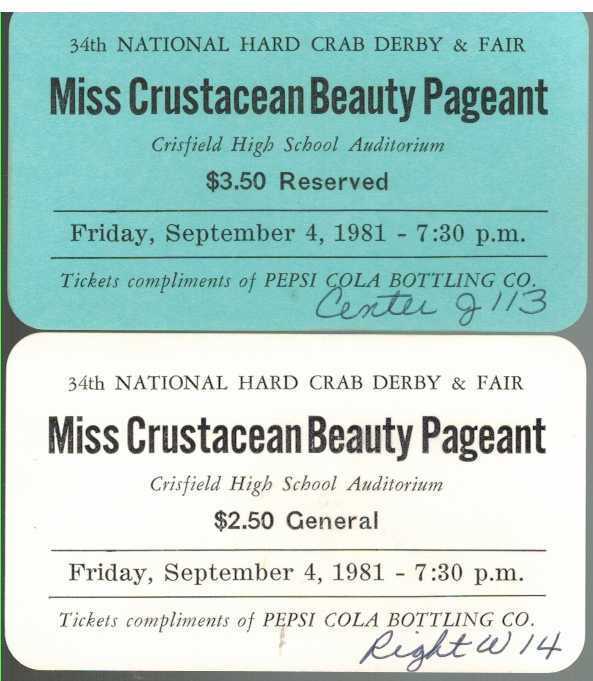 34th NATIONAL HARD CRAB DERBY & FAIR
Miss Crustacean Beauty Pageant
Crisfield High School Auditorium
$3.50 Reserved
Friday, September 4, 1981 - 7:30 p.m.
Tickets compliments of PEPSI COLA BOTTLING CO.
Center J 113
34th NATIONAL HARD CRAB DERBY & FAIR
Miss Crustacean Beauty Pageant
Crisfield High School Auditorium
$2.50 General
Friday, September 4, 1981 - 7:30 p.m.
Tickets compliments of PEPSI COLA BOTTLING CO.
Right W 14